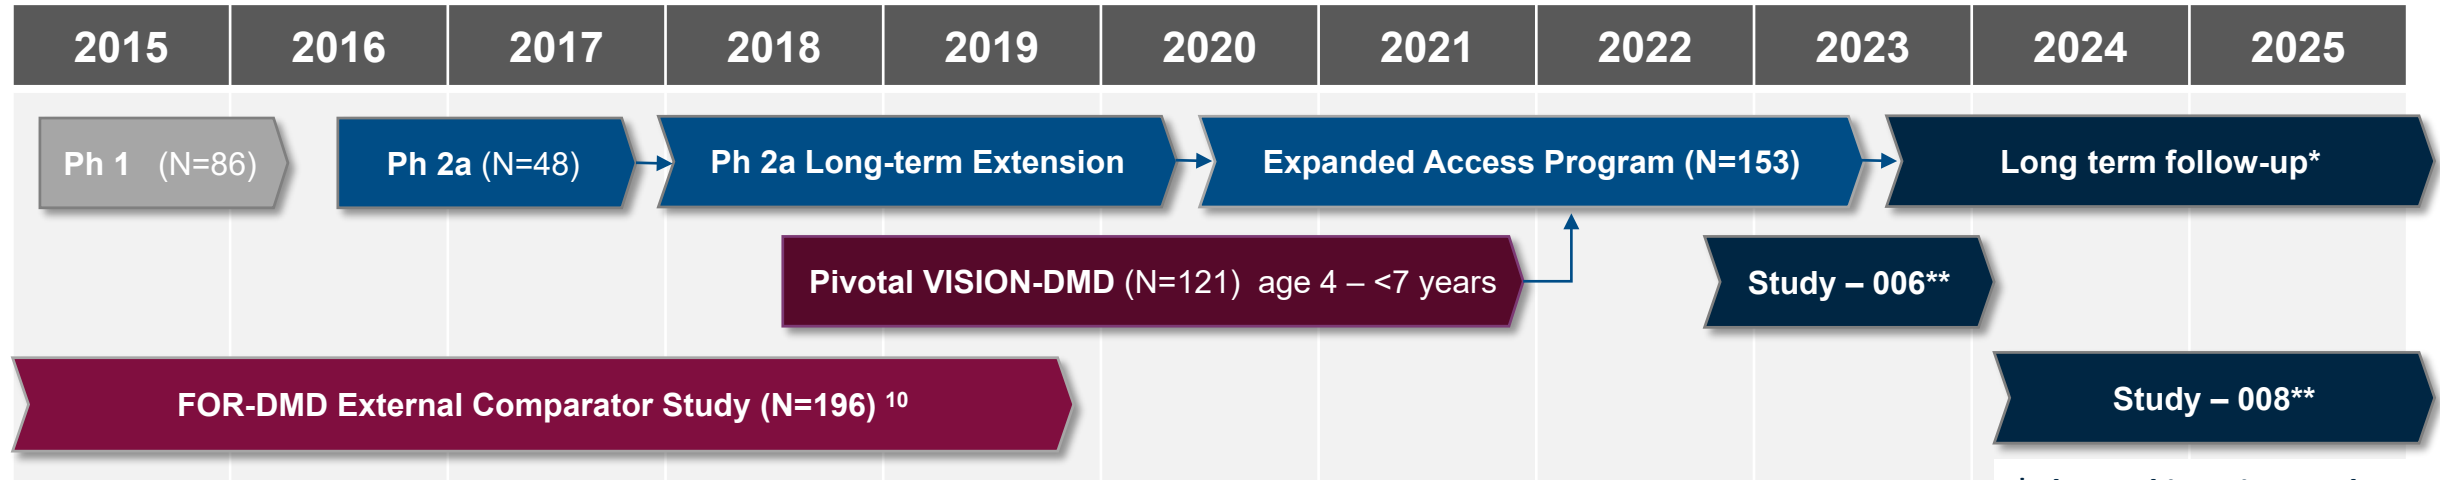 2015 2016 2017 2018 2019 2020 2021 2022 2023 2024 2025
Ph 1 (N=86) Ph 2a (N=48) Ph 2a Long-term Extension Expanded Access Program (N=153) Long term follow-up*
Pivotal VISION-DMD (N=121) age 4 – <7 years Study – 006**
FOR-DMD External Comparator Study (N=196) 10 Study – 008**